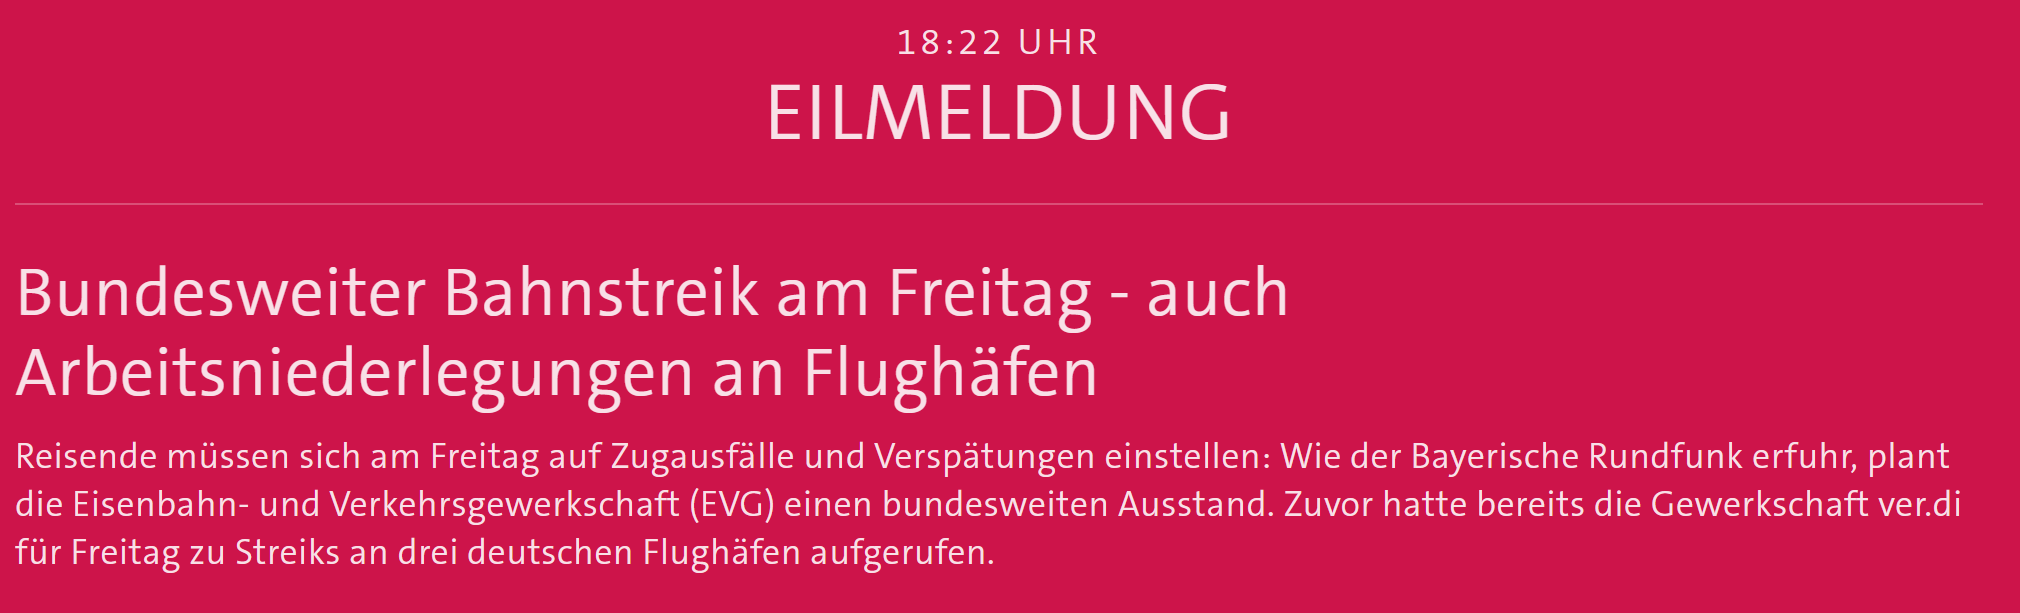 18:22 UHR
EILMELDUNG
Bundesweiter Bahnstreik am Freitag - auch
Arbeitsniederlegungen an Flughäfen
Reisende müssen sich am Freitag auf Zugausfälle und Verspätungen einstellen: Wie der Bayerische Rundfunk erfuhr, plant
die Eisenbahn- und Verkehrsgewerkschaft (EVG) einen bundesweiten Ausstand. Zuvor hatte bereits die Gewerkschaft ver.di
für Freitag zu Streiks an drei deutschen Flughäfen aufgerufen.